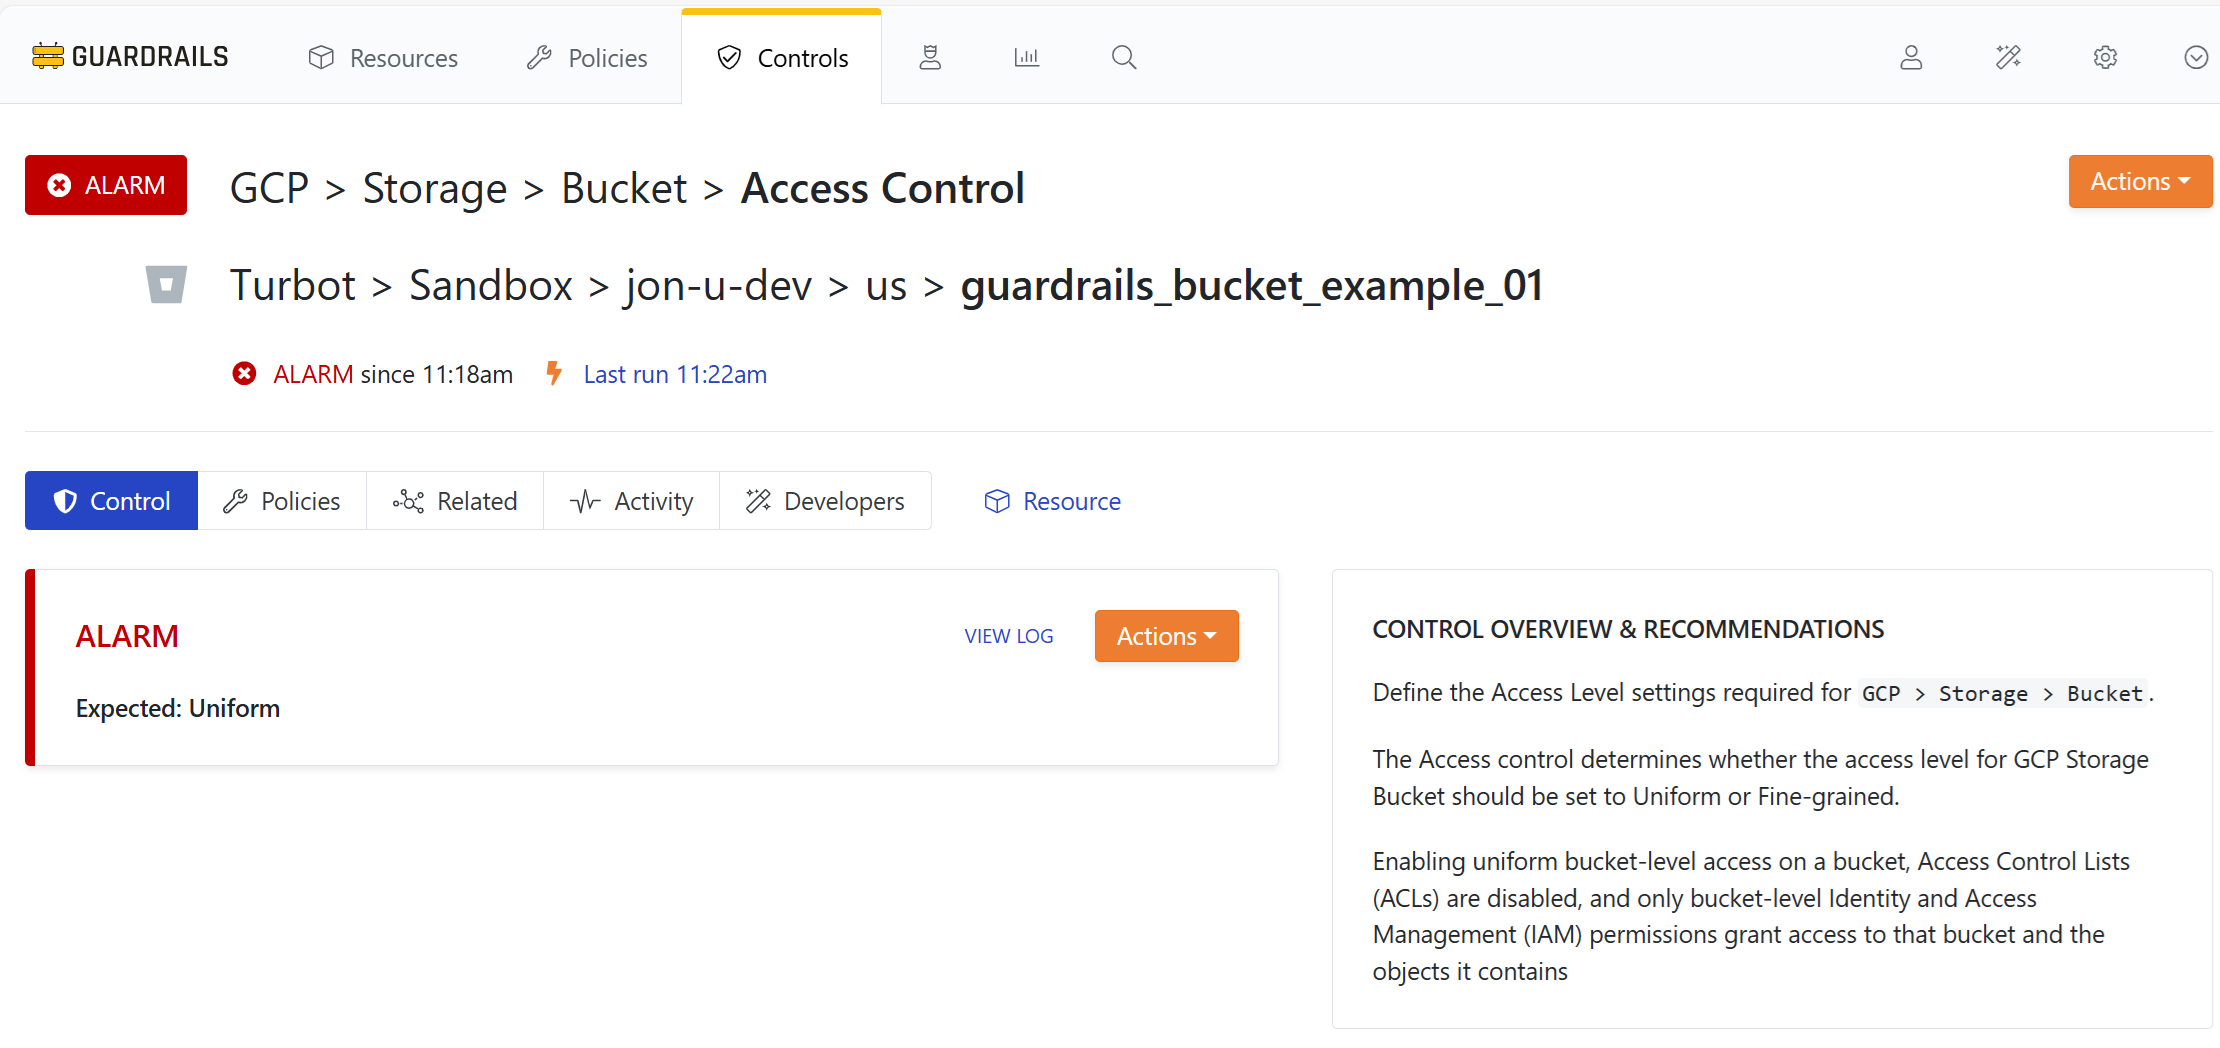 GUARDRAILS
Resources
Policies
Controls
ALARM
GCP > Storage > Bucket > Access Control
Actions
Turbot > Sandbox > jon-u-dev > us > guardrails_bucket_example_01
ALARM since 11:18am
Last run 11:22am
Control
Policies
Related
Activity
Developers
Resource
ALARM
VIEW LOG
Actions
Expected: Uniform
CONTROL OVERVIEW & RECOMMENDATIONS
Define the Access Level settings required for GCP > Storage > Bucket.
The Access control determines whether the access level for GCP Storage
Bucket should be set to Uniform or Fine-grained.
Enabling uniform bucket-level access on a bucket, Access Control Lists
(ACLs) are disabled, and only bucket-level Identity and Access
Management (IAM) permissions grant access to that bucket and the
objects it contains